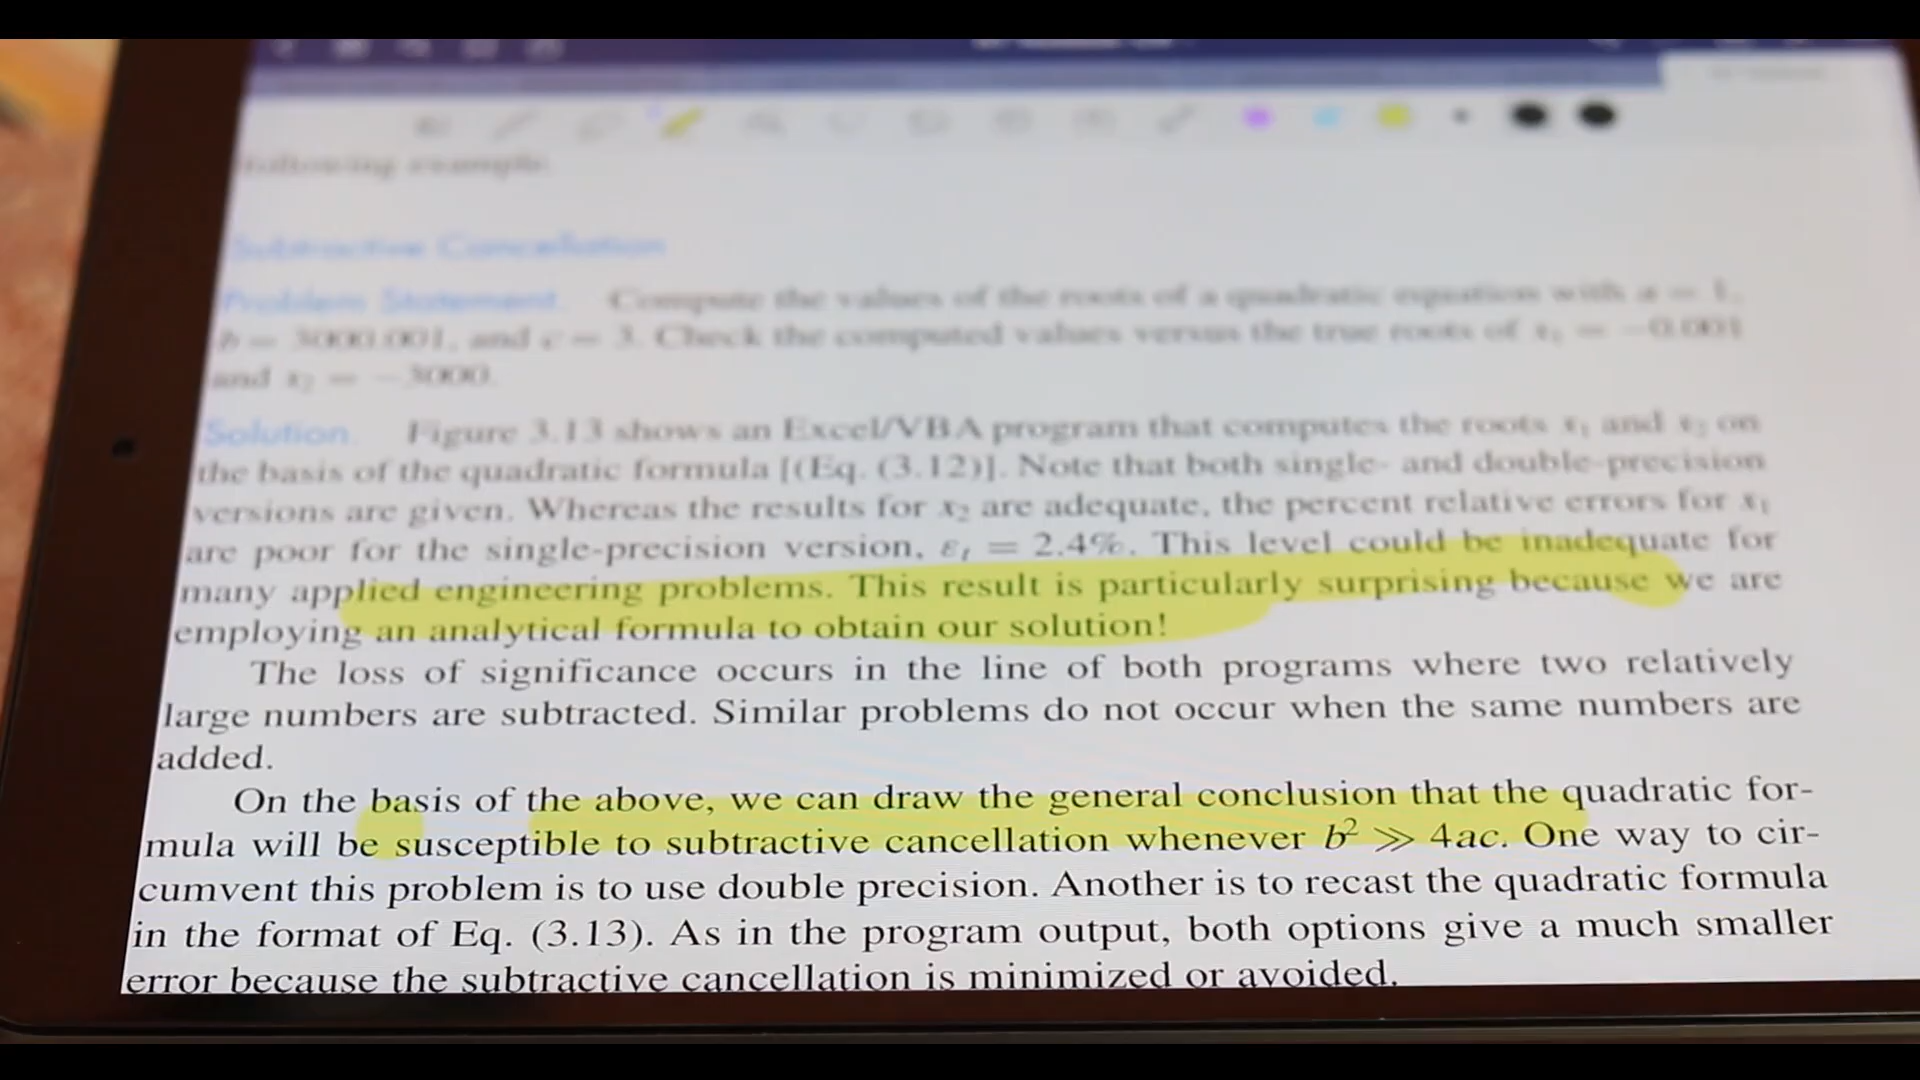 following example.
Subtractive Cancellation
Problem Statement. Compute the values of the roots of a quadratic equation with a = 1,
b = 3000.001, and c = 3. Check the computed values versus the true roots of x₁ = −0.001
and x₂ = −3000.
Solution. Figure 3.13 shows an Excel/VBA program that computes the roots x₁ and x₂ on
the basis of the quadratic formula [(Eq. (3.12)]. Note that both single- and double-precision
versions are given. Whereas the results for x₂ are adequate, the percent relative errors for x₁
are poor for the single-precision version, εₜ = 2.4%. This level could be inadequate for
many applied engineering problems. This result is particularly surprising because we are
employing an analytical formula to obtain our solution!
The loss of significance occurs in the line of both programs where two relatively
large numbers are subtracted. Similar problems do not occur when the same numbers are
added.
On the basis of the above, we can draw the general conclusion that the quadratic for-
mula will be susceptible to subtractive cancellation whenever b² ≫ 4ac. One way to cir-
cumvent this problem is to use double precision. Another is to recast the quadratic formula
in the format of Eq. (3.13). As in the program output, both options give a much smaller
error because the subtractive cancellation is minimized or avoided.